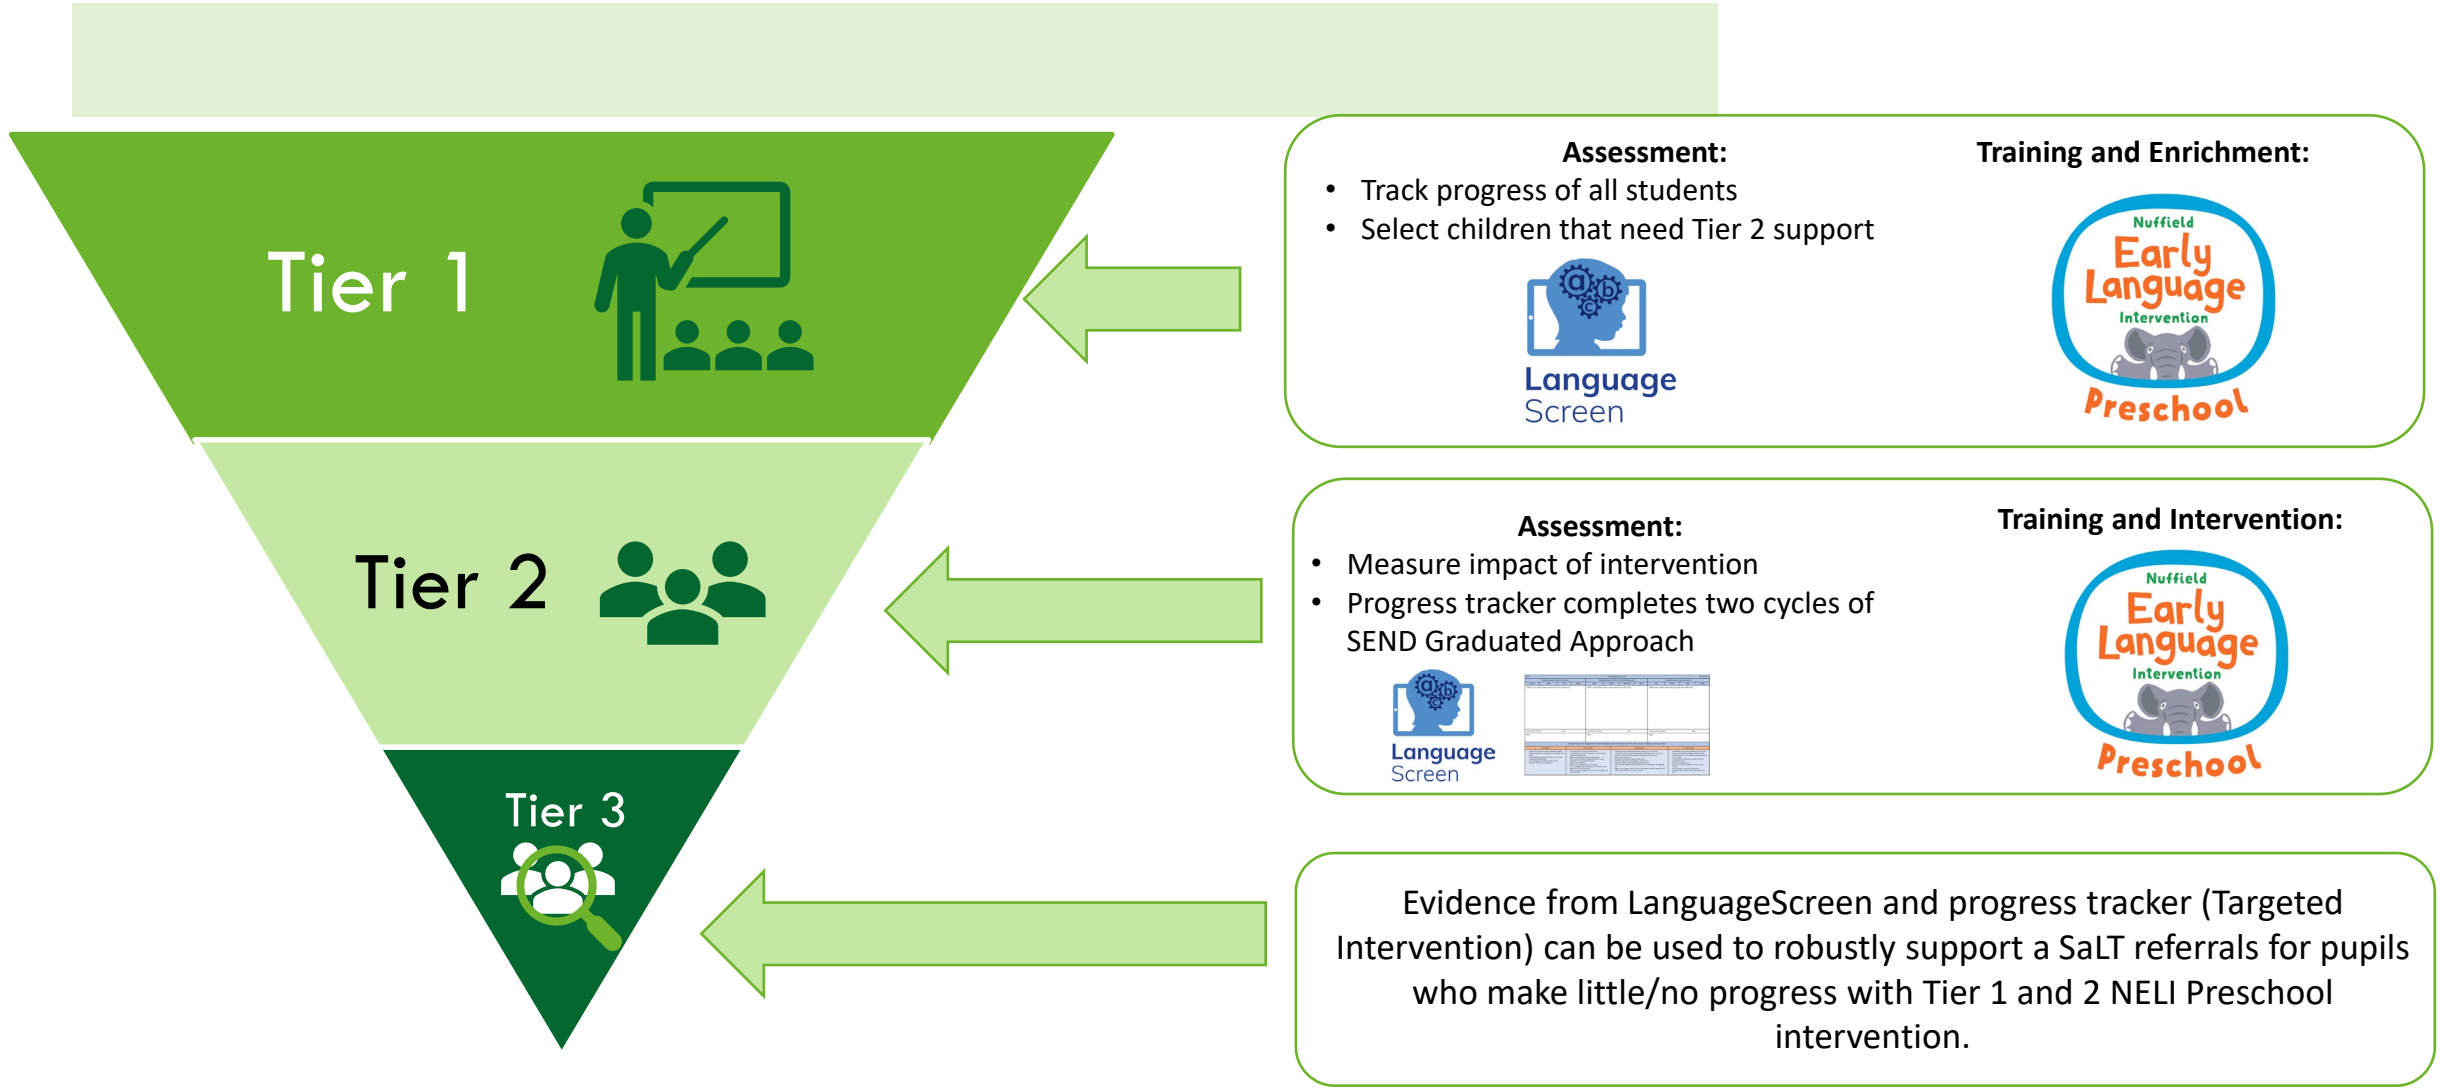 Tier 1
Assessment:
• Track progress of all students
• Select children that need Tier 2 support
a b c
Language
Screen
Training and Enrichment:
Nuffield
Early
Language
Intervention
Preschool
Tier 2
Assessment:
• Measure impact of intervention
• Progress tracker completes two cycles of
SEND Graduated Approach
a b c
Language
Screen
Training and Intervention:
Nuffield
Early
Language
Intervention
Preschool
Tier 3
Evidence from LanguageScreen and progress tracker (Targeted
Intervention) can be used to robustly support a SaLT referrals for pupils
who make little/no progress with Tier 1 and 2 NELI Preschool
intervention.